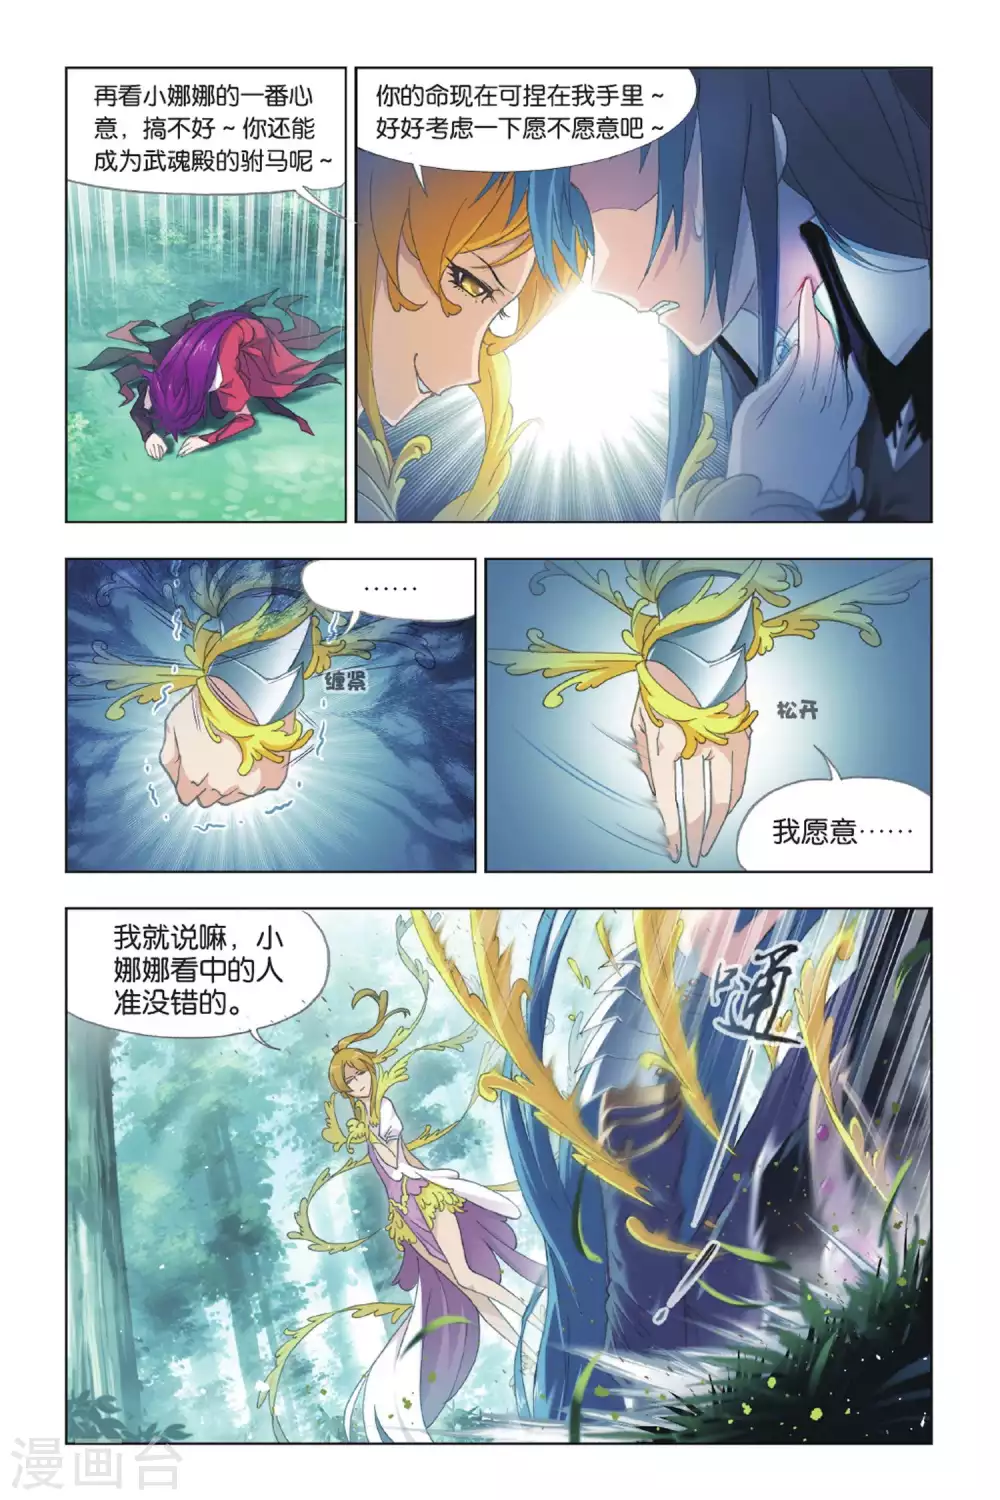 再看小娜娜的一番心
意，搞不好~你还能
成为武魂殿的驸马呢~
你的命现在可捏在我手里~
好好考虑一下愿不愿意吧~
……
缠紧
松开
我愿意……
我就说嘛，小
娜娜看中的人
准没错的。
嗵
漫画台